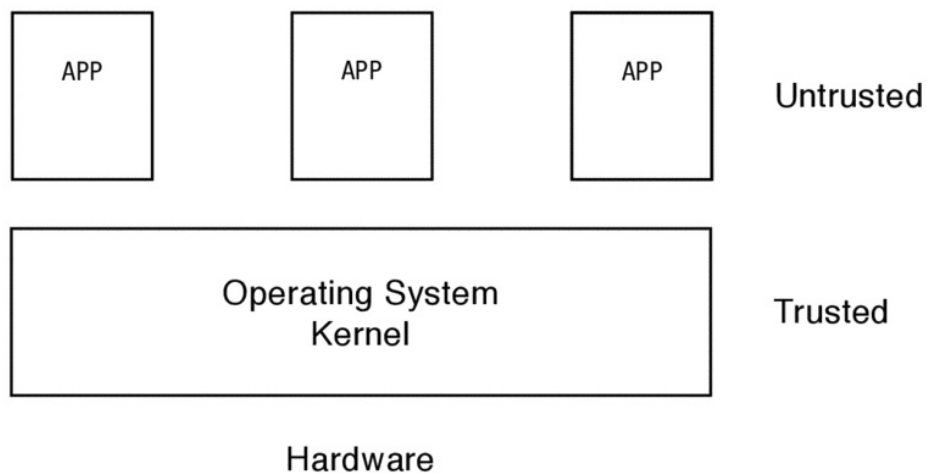 APP APP APP
Untrusted
Operating System
Kernel
Trusted
Hardware